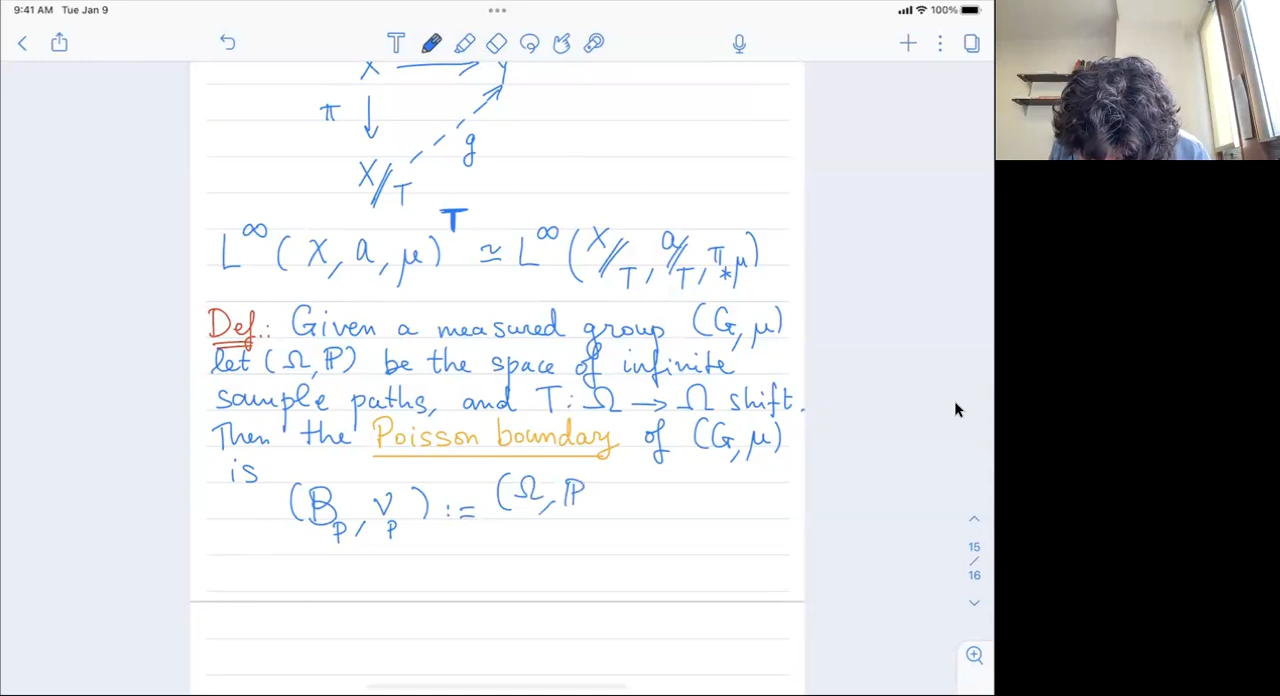 9:41 AM Tue Jan 9
100%
X → Y
π ↓
g
X//T
L^∞(X, a, μ)^T ≃ L^∞(X//T, a//T, π_*μ)
Def.: Given a measured group (G, μ)
let (Ω, ℙ) be the space of infinite
sample paths, and T: Ω → Ω shift.
Then the Poisson boundary of (G, μ)
is
(B_P, ν_P) := (Ω, ℙ
15
/
16